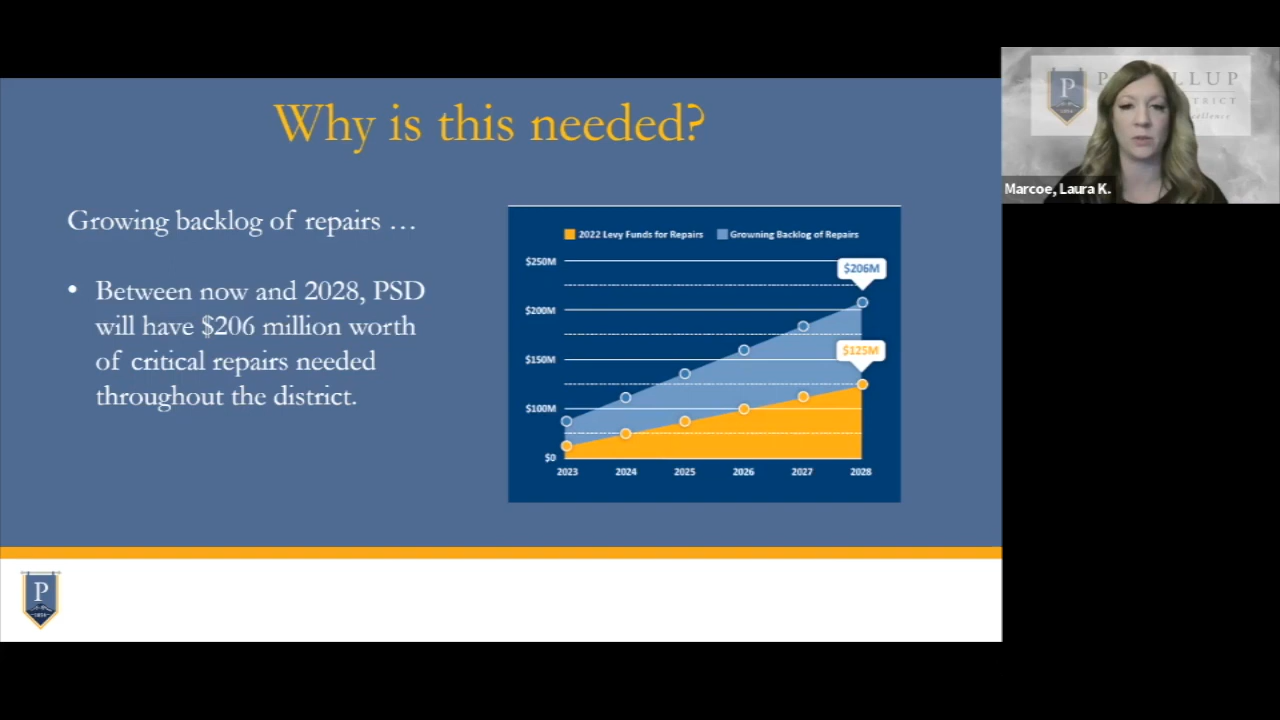 Why is this needed?
Growing backlog of repairs …
• Between now and 2028, PSD
will have $206 million worth
of critical repairs needed
throughout the district.
2022 Levy Funds for Repairs Growning Backlog of Repairs
$250M
$206M
$200M
$150M
$125M
$100M
$0
2023 2024 2025 2026 2027 2028
P
P
Marcoe, Laura K.